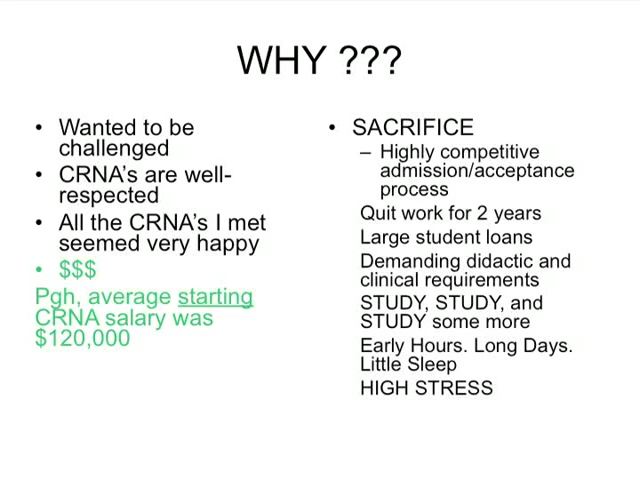 WHY ???
• Wanted to be
challenged
• CRNA's are well-
respected
• All the CRNA's I met
seemed very happy
• $$$
Pgh, average starting
CRNA salary was
$120,000
• SACRIFICE
– Highly competitive
admission/acceptance
process
Quit work for 2 years
Large student loans
Demanding didactic and
clinical requirements
STUDY, STUDY, and
STUDY some more
Early Hours. Long Days.
Little Sleep
HIGH STRESS